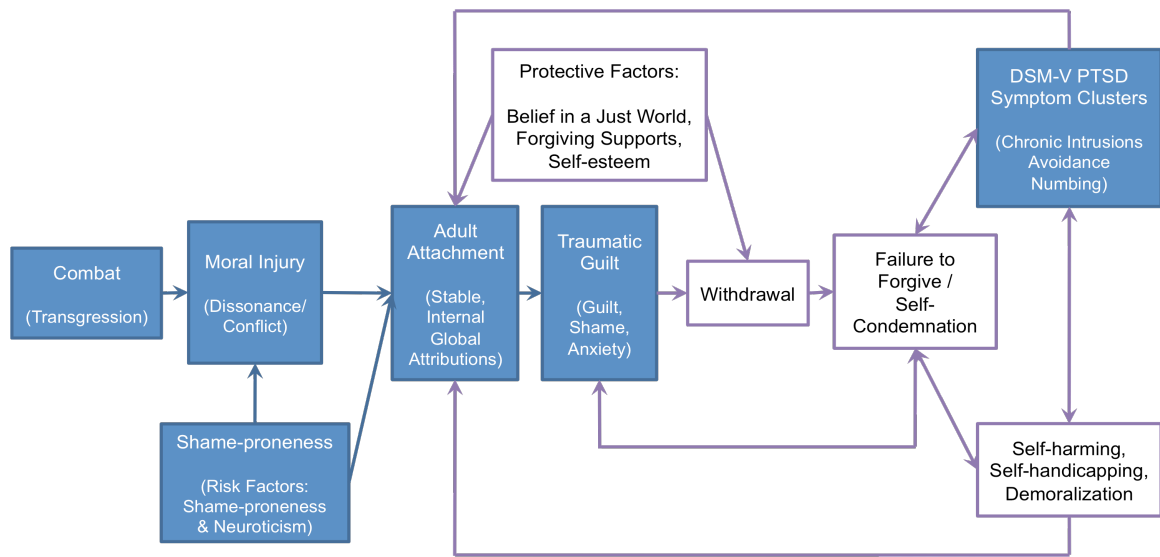 Protective Factors:
Belief in a Just World,
Forgiving Supports,
Self-esteem
DSM-V PTSD
Symptom Clusters
(Chronic Intrusions
Avoidance
Numbing)
Combat
(Transgression)
Moral Injury
(Dissonance/
Conflict)
Adult
Attachment
(Stable,
Internal
Global
Attributions)
Traumatic
Guilt
(Guilt,
Shame,
Anxiety)
Withdrawal
Failure to
Forgive /
Self-
Condemnation
Shame-proneness
(Risk Factors:
Shame-proneness
& Neuroticism)
Self-harming,
Self-handicapping,
Demoralization